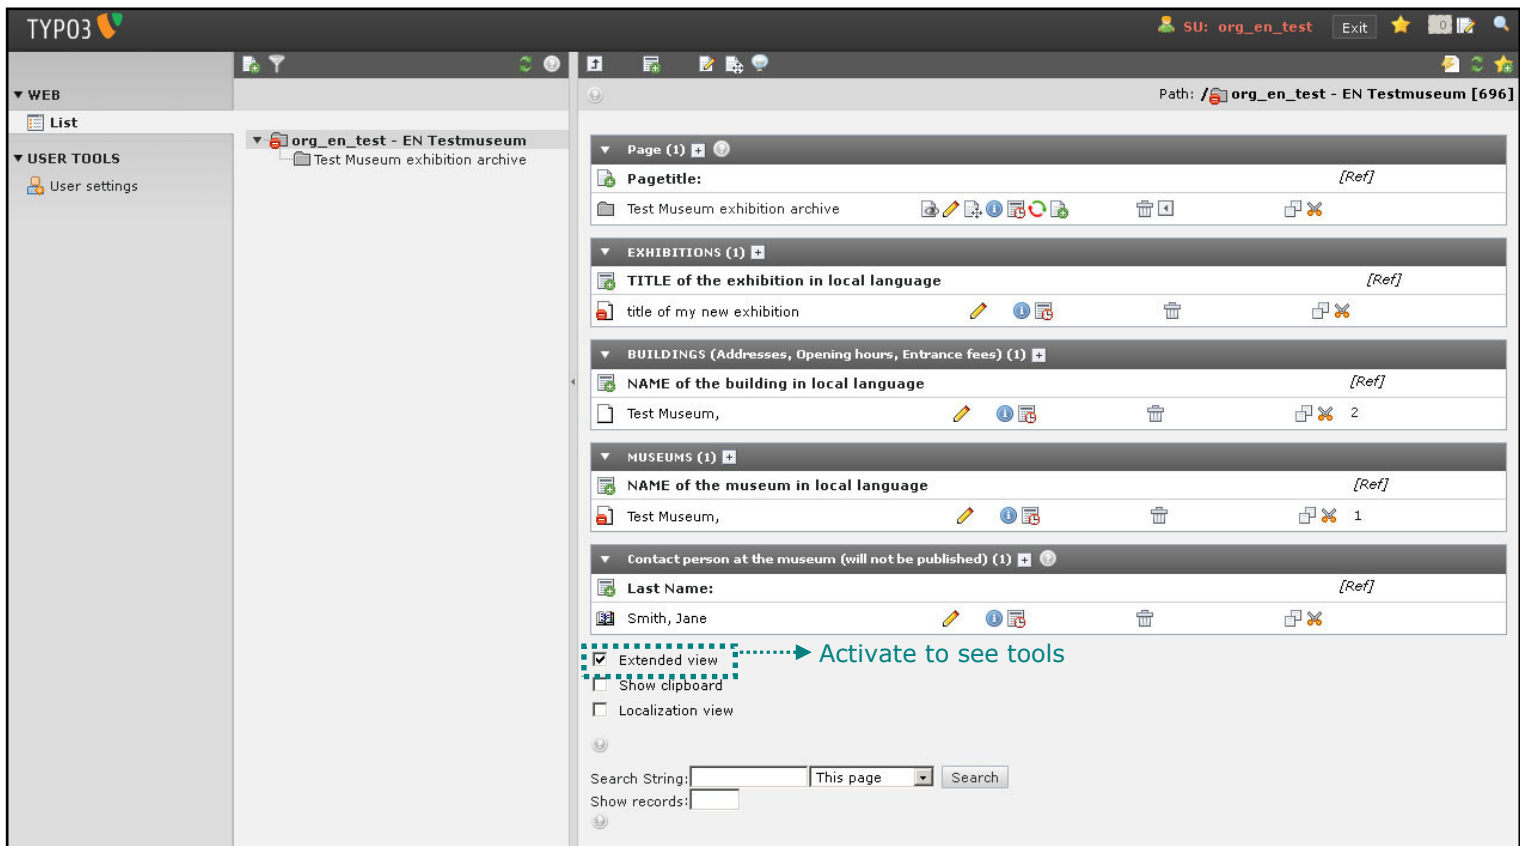 TYPO3
SU: org_en_test Exit 0
WEB
List
USER TOOLS
User settings
org_en_test - EN Testmuseum
Test Museum exhibition archive
Path: / org_en_test - EN Testmuseum [696]
Page (1)
Pagetitle: [Ref]
Test Museum exhibition archive
EXHIBITIONS (1)
TITLE of the exhibition in local language [Ref]
title of my new exhibition
BUILDINGS (Addresses, Opening hours, Entrance fees) (1)
NAME of the building in local language [Ref]
Test Museum, 2
MUSEUMS (1)
NAME of the museum in local language [Ref]
Test Museum, 1
Contact person at the museum (will not be published) (1)
Last Name: [Ref]
Smith, Jane
Extended view Activate to see tools
Show clipboard
Localization view
Search String: This page Search
Show records: